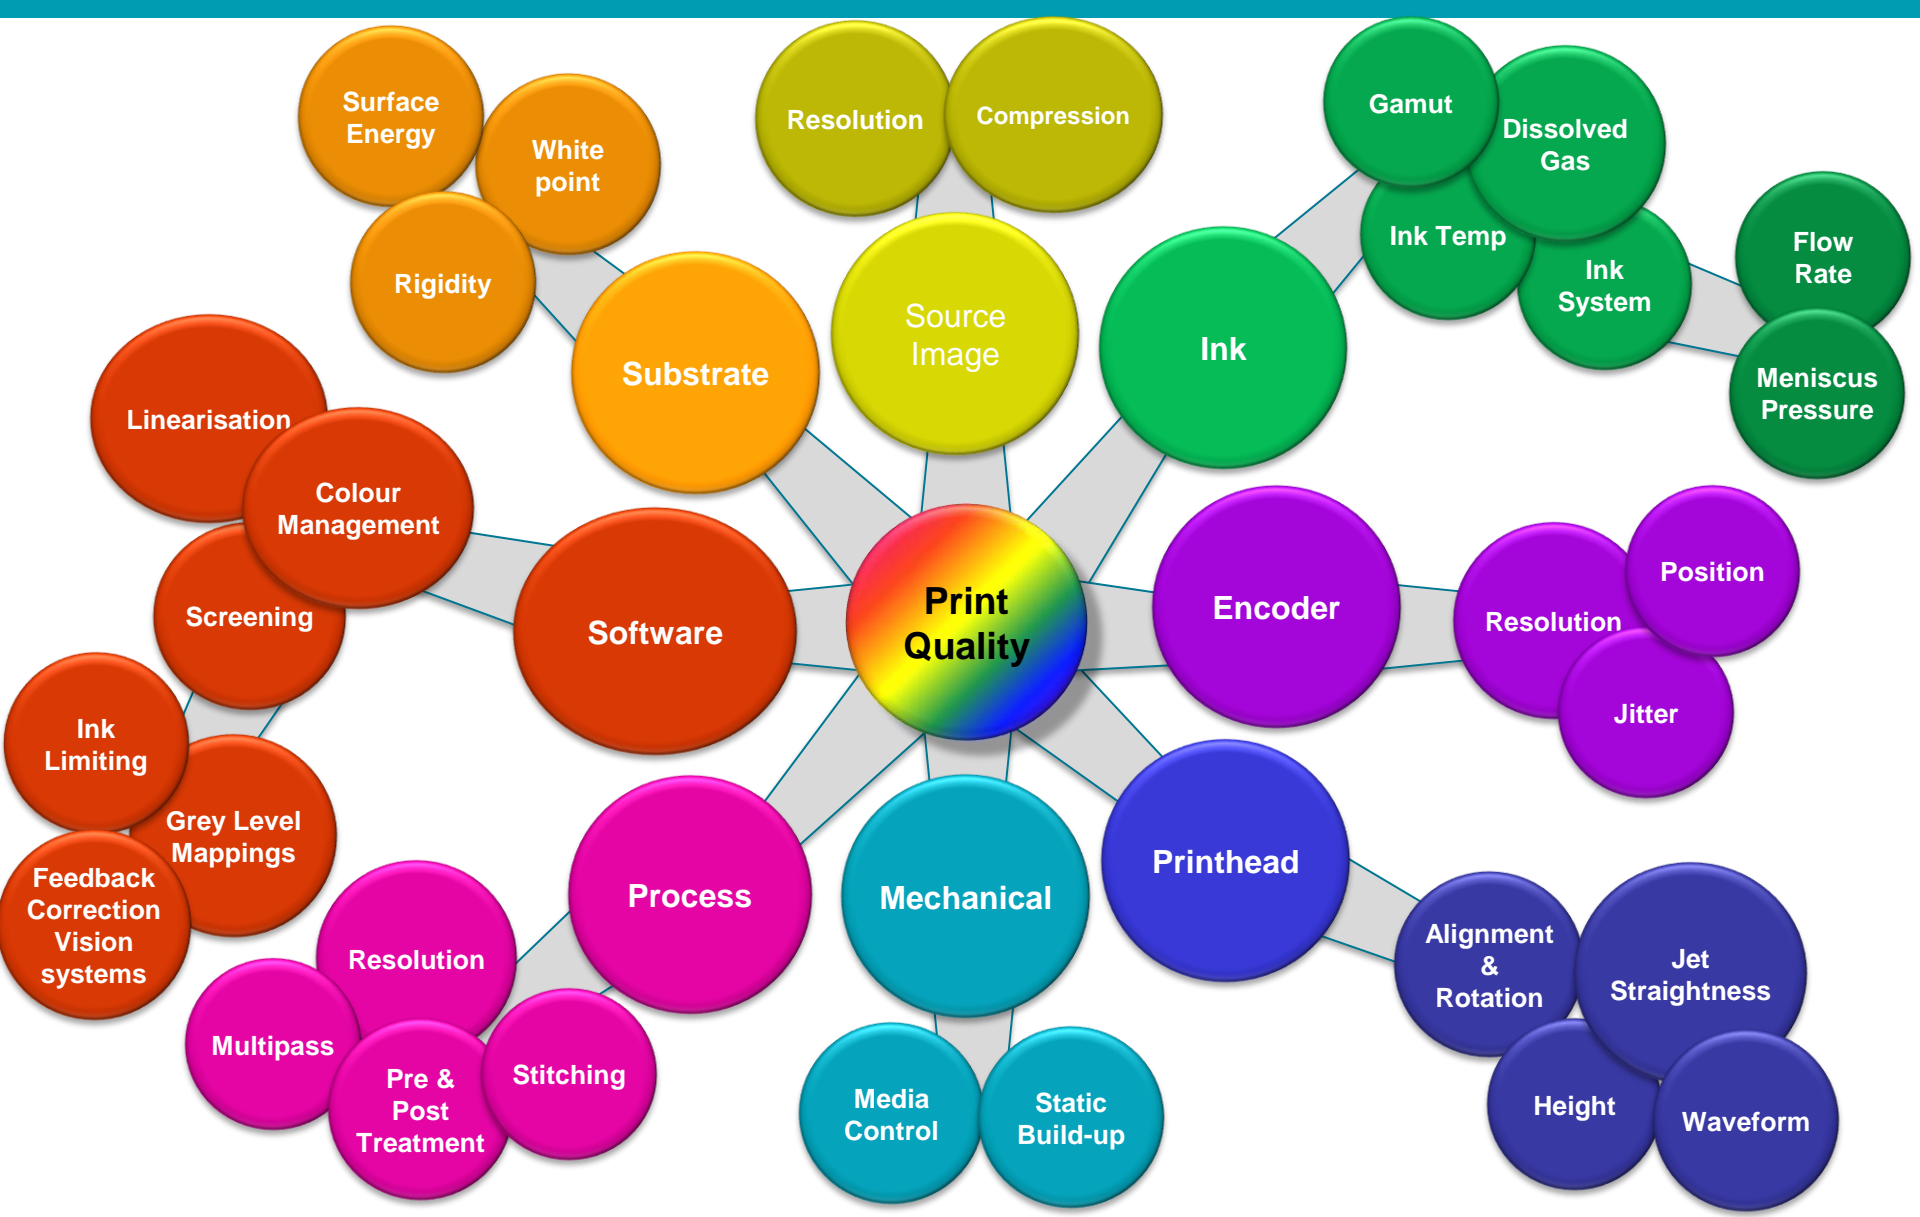 Surface
Energy
White
point
Rigidity
Substrate
Resolution
Compression
Source
Image
Gamut
Dissolved
Gas
Ink Temp
Ink
System
Flow
Rate
Meniscus
Pressure
Ink
Linearisation
Colour
Management
Screening
Software
Ink
Limiting
Grey Level
Mappings
Feedback
Correction
Vision
systems
Print
Quality
Encoder
Resolution
Position
Jitter
Process
Resolution
Multipass
Pre &
Post
Treatment
Stitching
Mechanical
Media
Control
Static
Build-up
Printhead
Alignment
&
Rotation
Jet
Straightness
Height
Waveform